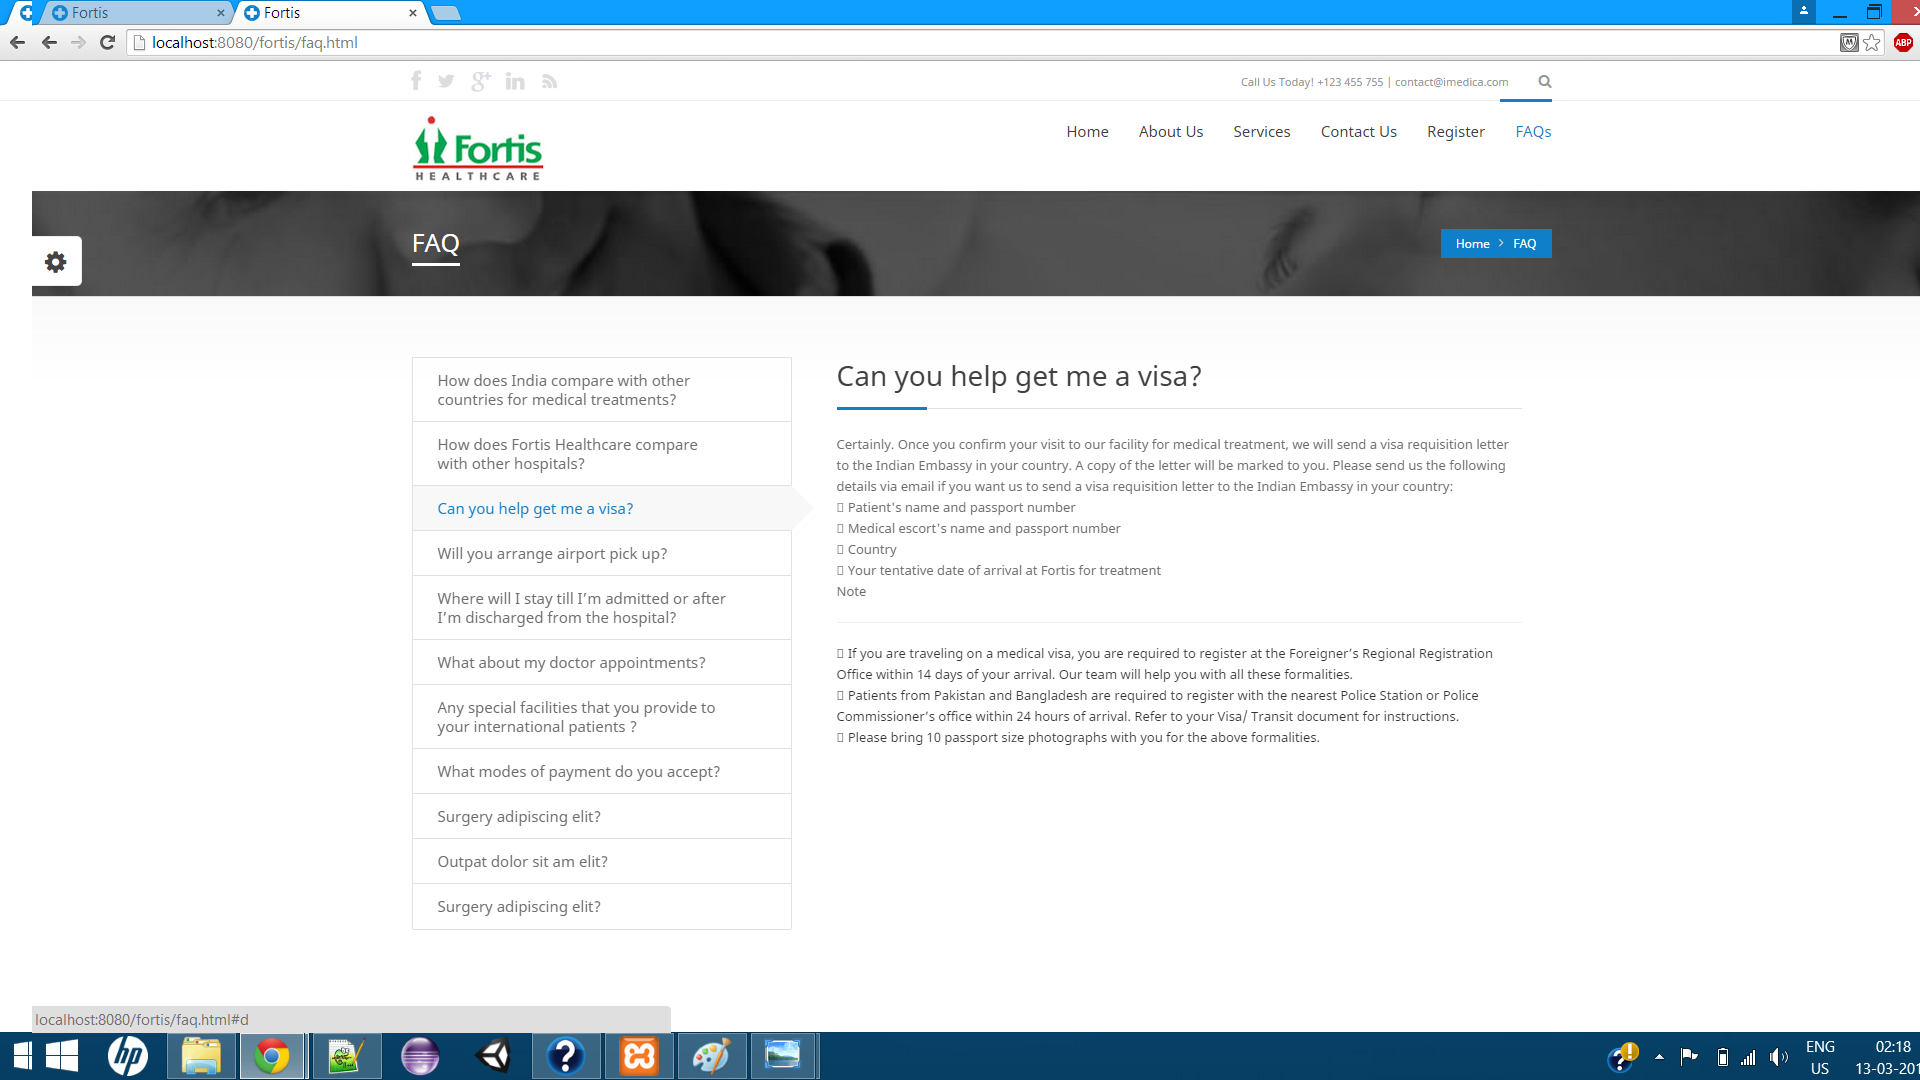 Fortis
Fortis
localhost:8080/fortis/faq.html
ABP
Call Us Today! +123 455 755 | contact@imedica.com
Fortis
HEALTHCARE
Home About Us Services Contact Us Register FAQs
FAQ
Home > FAQ
How does India compare with other
countries for medical treatments?
How does Fortis Healthcare compare
with other hospitals?
Can you help get me a visa?
Will you arrange airport pick up?
Where will I stay till I’m admitted or after
I’m discharged from the hospital?
What about my doctor appointments?
Any special facilities that you provide to
your international patients ?
What modes of payment do you accept?
Surgery adipiscing elit?
Outpat dolor sit am elit?
Surgery adipiscing elit?
Can you help get me a visa?
Certainly. Once you confirm your visit to our facility for medical treatment, we will send a visa requisition letter
to the Indian Embassy in your country. A copy of the letter will be marked to you. Please send us the following
details via email if you want us to send a visa requisition letter to the Indian Embassy in your country:
Patient's name and passport number
Medical escort's name and passport number
Country
Your tentative date of arrival at Fortis for treatment
Note
If you are traveling on a medical visa, you are required to register at the Foreigner’s Regional Registration
Office within 14 days of your arrival. Our team will help you with all these formalities.
Patients from Pakistan and Bangladesh are required to register with the nearest Police Station or Police
Commissioner’s office within 24 hours of arrival. Refer to your Visa/ Transit document for instructions.
Please bring 10 passport size photographs with you for the above formalities.
localhost:8080/fortis/faq.html#d
hp
ENG
US
02:18
13-03-201